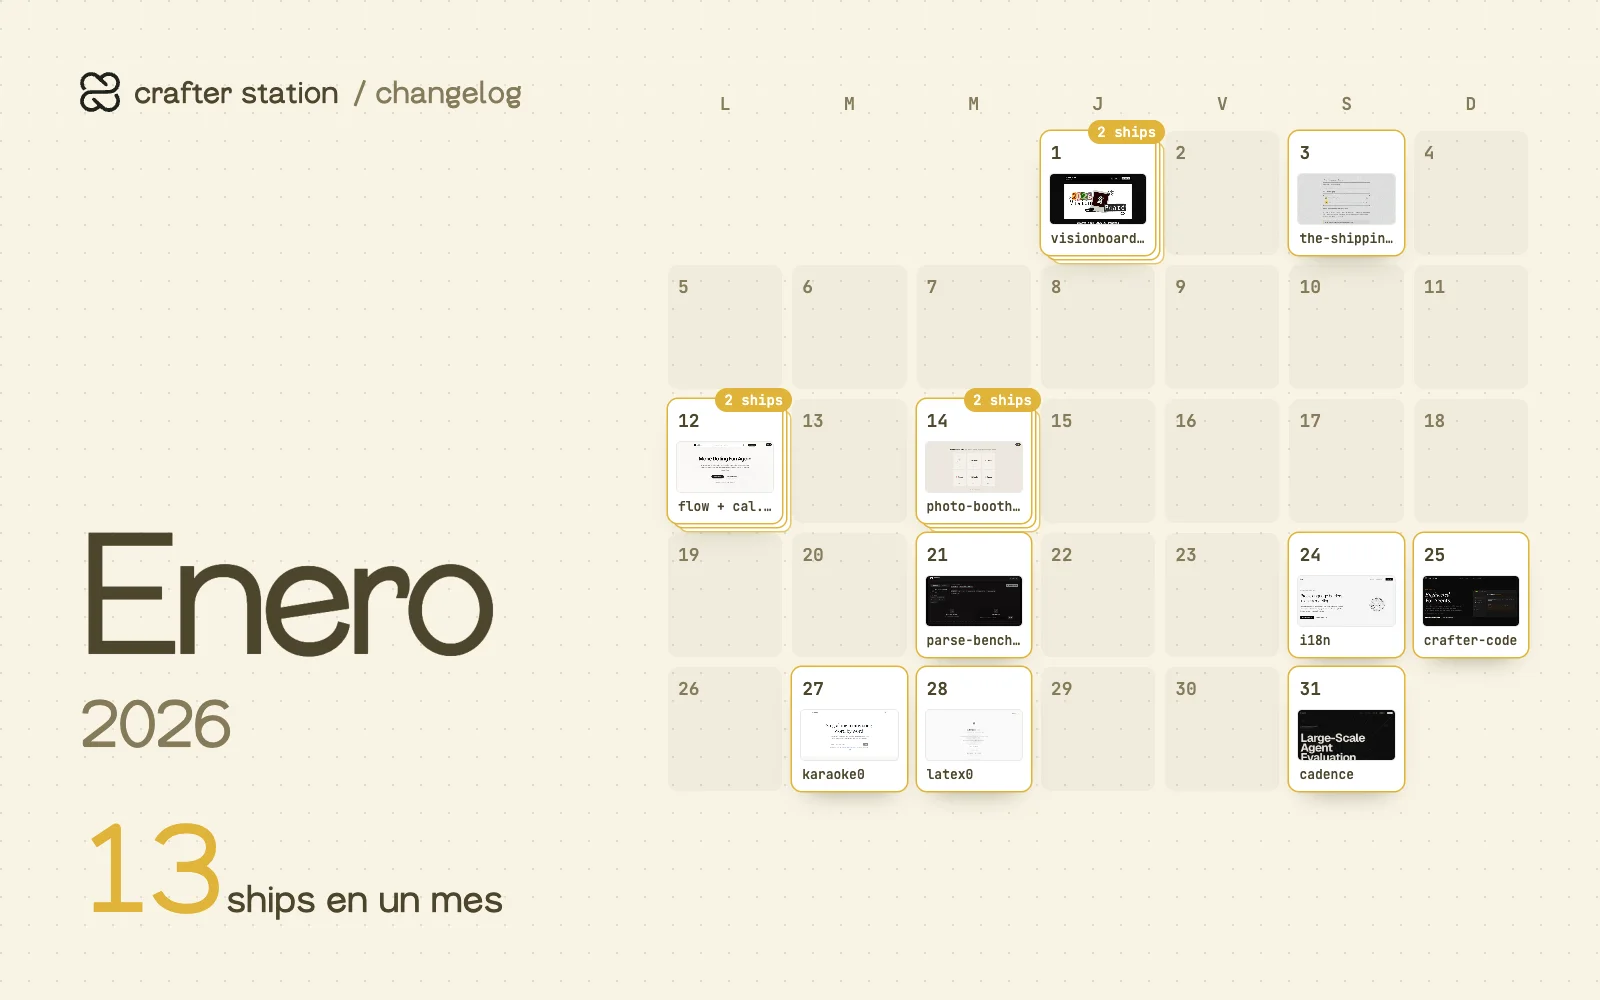 crafter station / changelog
L M M J V S D
2 ships
1 2 3 4
visionboard… the-shippin…
5 6 7 8 9 10 11
2 ships 2 ships
12 13 14 15 16 17 18
flow + cal.… photo-booth…
19 20 21 22 23 24 25
parse-bench… i18n crafter-code
26 27 28 29 30 31
Large-Scale
Agent
Evaluation
karaoke0 latex0 cadence
Enero
2026
13 ships en un mes